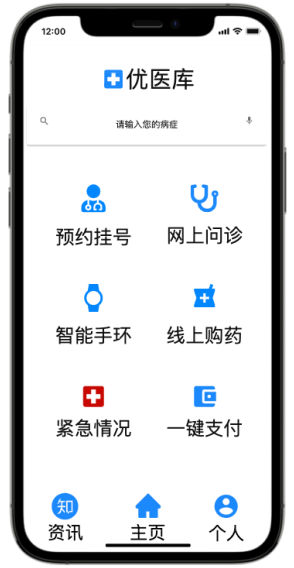 12:00
优医库
请输入您的病症
预约挂号 网上问诊
智能手环 线上购药
紧急情况 一键支付
知
资讯 主页 个人